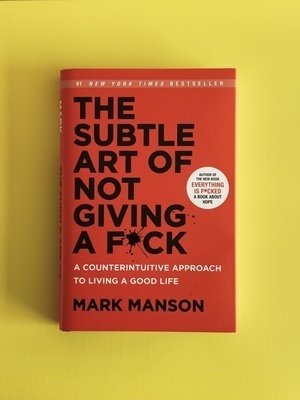 #1 NEW YORK TIMES BESTSELLER
THE
SUBTLE
ART OF
NOT
GIVING
A F*CK
AUTHOR OF
THE NEW BOOK
EVERYTHING
IS F*CKED
A BOOK ABOUT
HOPE
A COUNTERINTUITIVE APPROACH
TO LIVING A GOOD LIFE
MARK MANSON